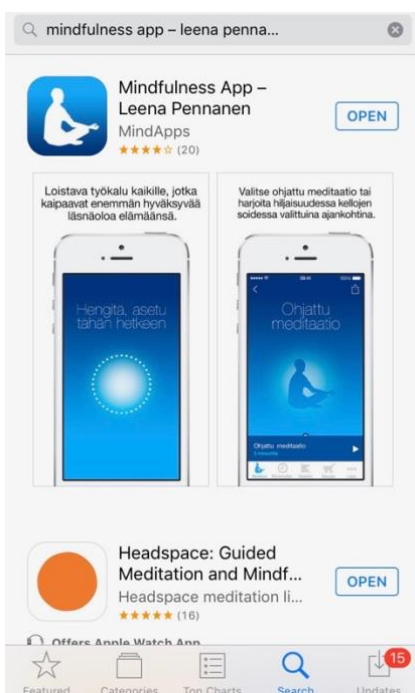 mindfulness app – leena penna...
Mindfulness App –
Leena Pennanen
MindApps
(20)
OPEN
Loistava työkalu kaikille, jotka
kaipaavat enemmän hyväksyvää
läsnäoloa elämäänsä.
Hengitä, asetu
tähän hetkeen
Valitse ohjattu meditaatio tai
harjoita hiljaisuudessa kellojen
soidessa valittuina ajankohtina.
Ohjattu
meditaatio
Ohjattu meditaatio
Headspace: Guided
Meditation and Mindf...
Headspace meditation li...
(16)
OPEN
Offers Apple Watch App
15
Featured
Categories
Top Charts
Search
Updates